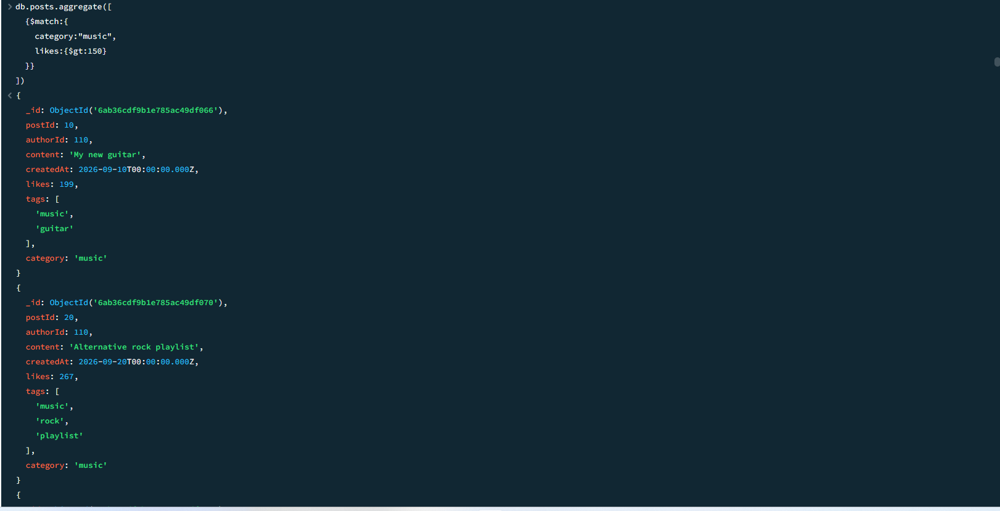 > db.posts.aggregate([
{$match:{
category:"music",
likes:{$gt:150}
}}
])
< {
_id: ObjectId('6ab36cdf9b1e785ac49df066'),
postId: 10,
authorId: 110,
content: 'My new guitar',
createdAt: 2026-09-10T00:00:00.000Z,
likes: 199,
tags: [
'music',
'guitar'
],
category: 'music'
}
{
_id: ObjectId('6ab36cdf9b1e785ac49df070'),
postId: 20,
authorId: 110,
content: 'Alternative rock playlist',
createdAt: 2026-09-20T00:00:00.000Z,
likes: 267,
tags: [
'music',
'rock',
'playlist'
],
category: 'music'
}
{